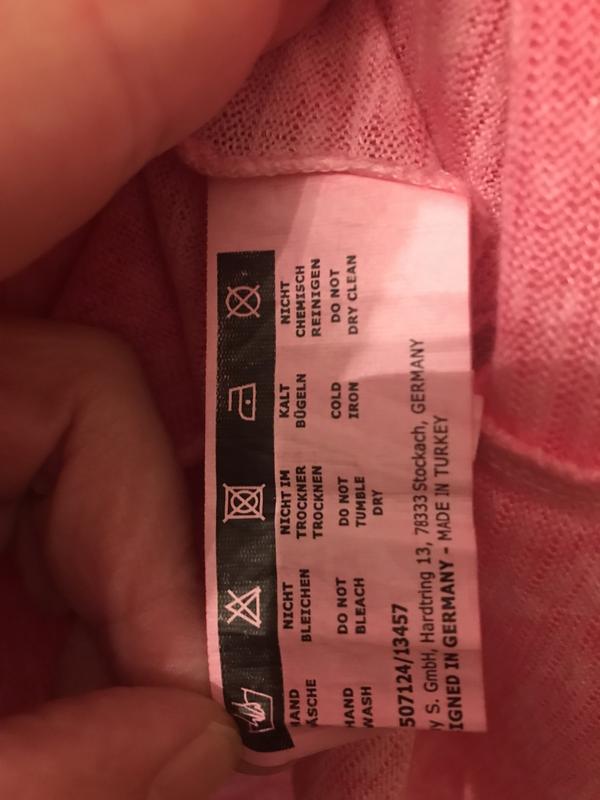 AND
ÄSCHE
HAND
WASH
NICHT
BLEICHEN
DO NOT
BLEACH
NICHT IM
TROCKNER
TROCKNEN
DO NOT
TUMBLE
DRY
KALT
BÜGELN
COLD
IRON
NICHT
CHEMISCH
REINIGEN
DO NOT
DRY CLEAN
507124/13457
y S. GmbH, Hardtring 13, 78333 Stockach, GERMANY
IGNED IN GERMANY - MADE IN TURKEY